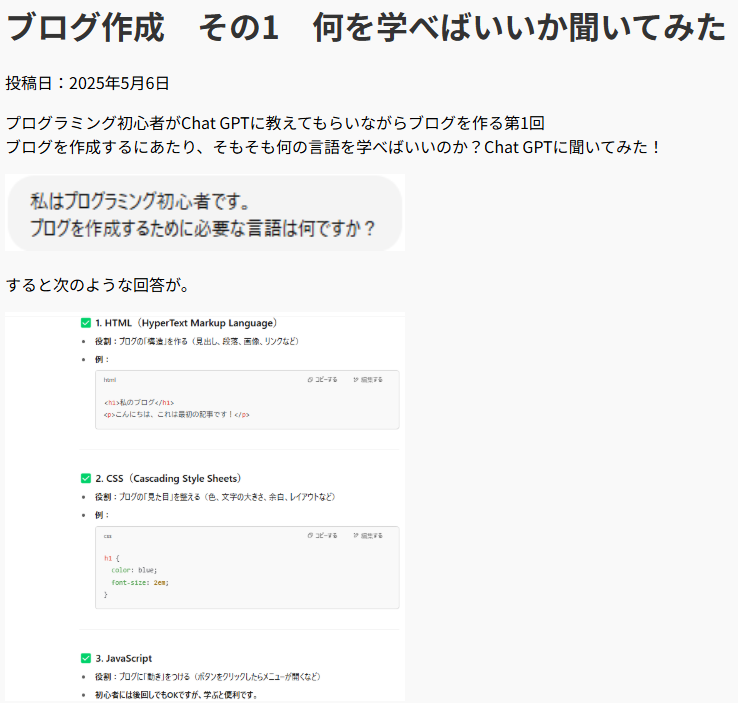 ブログ作成　その1　何を学べばいいか聞いてみた
投稿日：2025年5月6日
プログラミング初心者がChat GPTに教えてもらいながらブログを作る第1回
ブログを作成するにあたり、そもそも何の言語を学べばいいのか？Chat GPTに聞いてみた！
私はプログラミング初心者です。
ブログを作成するために必要な言語は何ですか？
すると次のような回答が。
✅ 1. HTML（HyperText Markup Language）
• 役割：ブログの「構造」を作る（見出し、段落、画像、リンクなど）
• 例：
html コピーする 編集する
<h1>私のブログ</h1>
<p>こんにちは、これは最初の記事です！</p>
✅ 2. CSS（Cascading Style Sheets）
• 役割：ブログの「見た目」を整える（色、文字の大きさ、余白、レイアウトなど）
• 例：
css コピーする 編集する
h1 {
color: blue;
font-size: 2em;
}
✅ 3. JavaScript
• 役割：ブログに「動き」をつける（ボタンをクリックしたらメニューが開くなど）
• 初心者には後回しでもOKですが、学ぶと便利です。